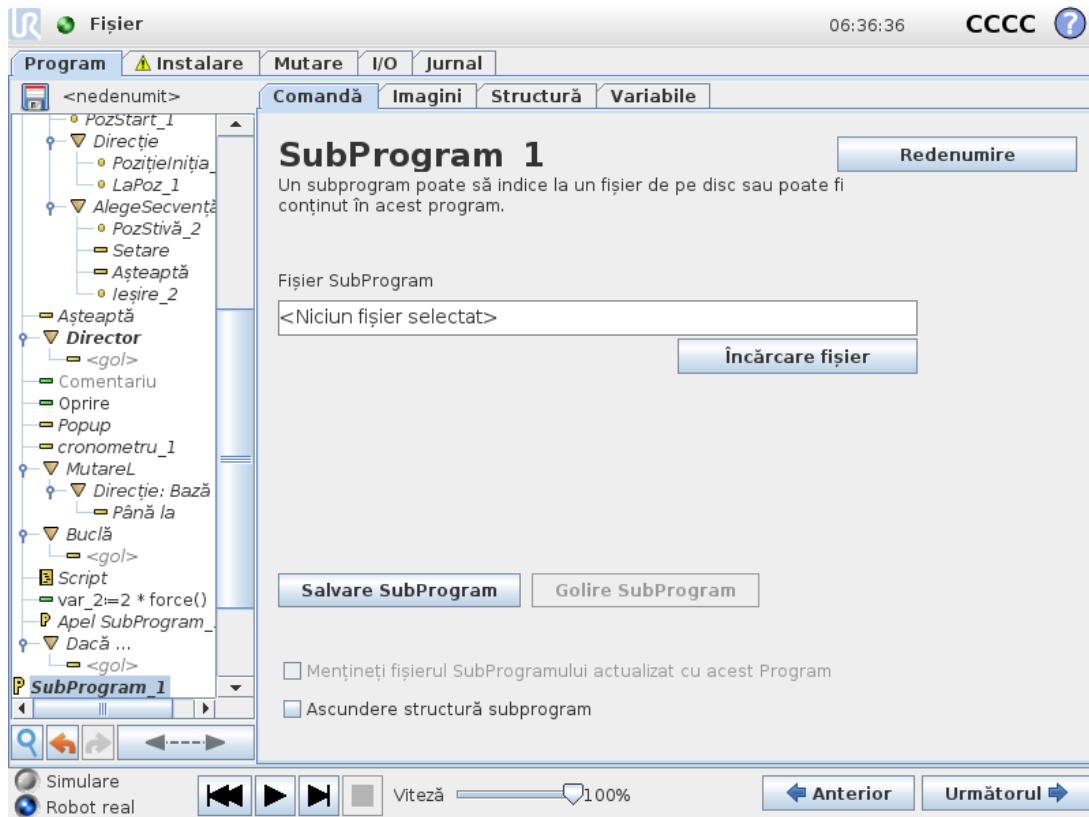 Fișier
06:36:36
CCCC
?
Program
Instalare
Mutare
I/O
Jurnal
<nedenumit>
Comandă
Imagini
Structură
Variabile
PozStart_1
Direcție
PozițieIniția_
LaPoz_1
AlegeSecvență
PozStivă_2
Setare
Așteaptă
Ieșire_2
Așteaptă
Director
<gol>
Comentariu
Oprire
Popup
cronometru_1
MutareL
Direcție: Bază
Până la
Buclă
<gol>
Script
var_2:=2 * force()
Apel SubProgram_
Dacă ...
<gol>
SubProgram_1
SubProgram_1
Redenumire
Un subprogram poate să indice la un fișier de pe disc sau poate fi
conținut în acest program.
Fișier SubProgram
<Niciun fișier selectat>
Încărcare fișier
Salvare SubProgram
Golire SubProgram
Mențineți fișierul SubProgramului actualizat cu acest Program
Ascundere structură subprogram
Simulare
Robot real
Viteză
100%
Anterior
Următorul